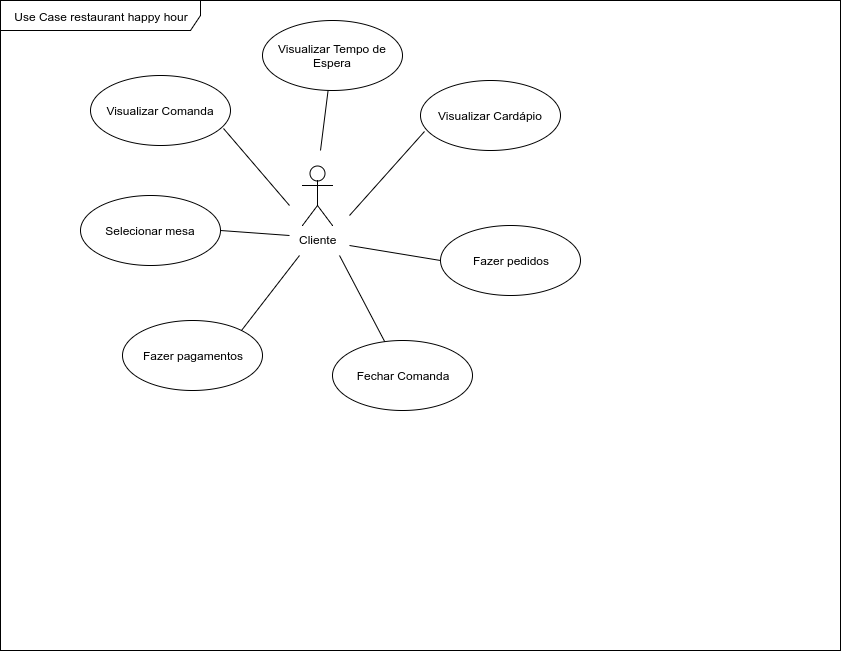 Use Case restaurant happy hour
Visualizar Tempo de
Espera
Visualizar Comanda
Visualizar Cardápio
Selecionar mesa
Cliente
Fazer pedidos
Fazer pagamentos
Fechar Comanda